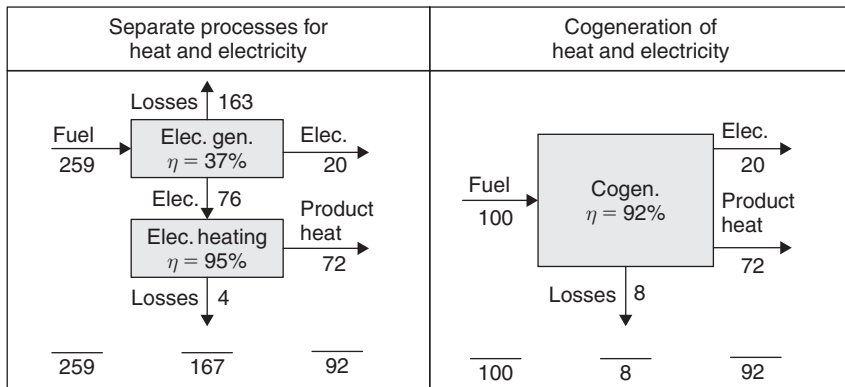 Separate processes for
heat and electricity
Losses 163
Fuel
259
Elec. gen.
η = 37%
Elec.
20
Elec. 76
Elec. heating
η = 95%
Product
heat
72
Losses 4
259 167 92
Cogeneration of
heat and electricity
Fuel
100
Cogen.
η = 92%
Elec.
20
Product
heat
72
Losses 8
100 8 92